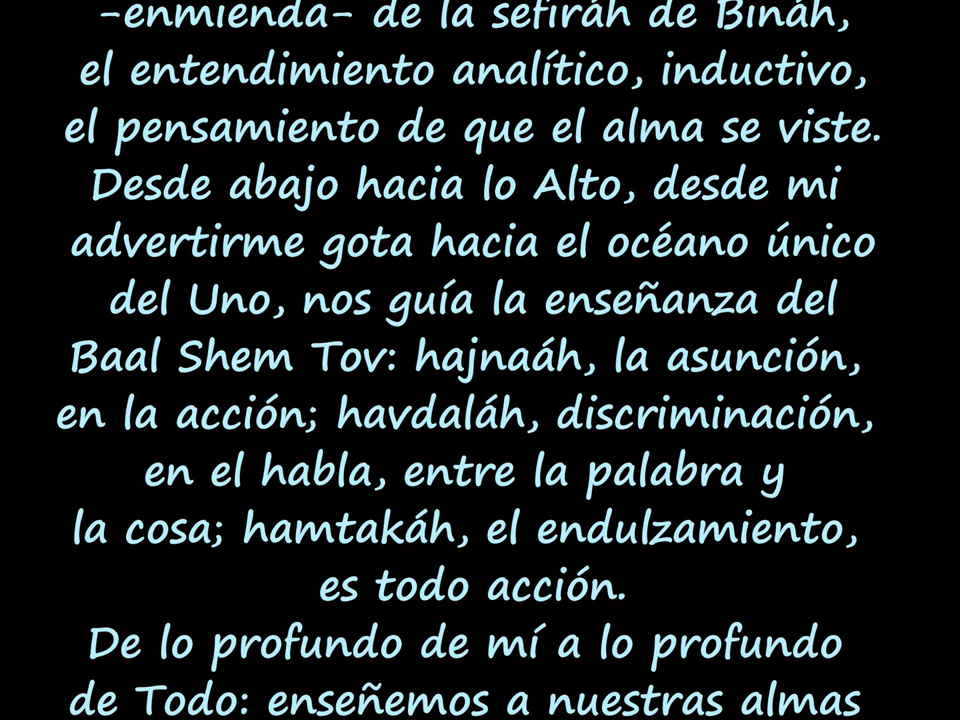 -enmienda- de la sefiráh de Bináh,
el entendimiento analítico, inductivo,
el pensamiento de que el alma se viste.
Desde abajo hacia lo Alto, desde mi
advertirme gota hacia el océano único
del Uno, nos guía la enseñanza del
Baal Shem Tov: hajnaáh, la asunción,
en la acción; havdaláh, discriminación,
en el habla, entre la palabra y
la cosa; hamtakáh, el endulzamiento,
es todo acción.
De lo profundo de mí a lo profundo
de Todo: enseñemos a nuestras almas